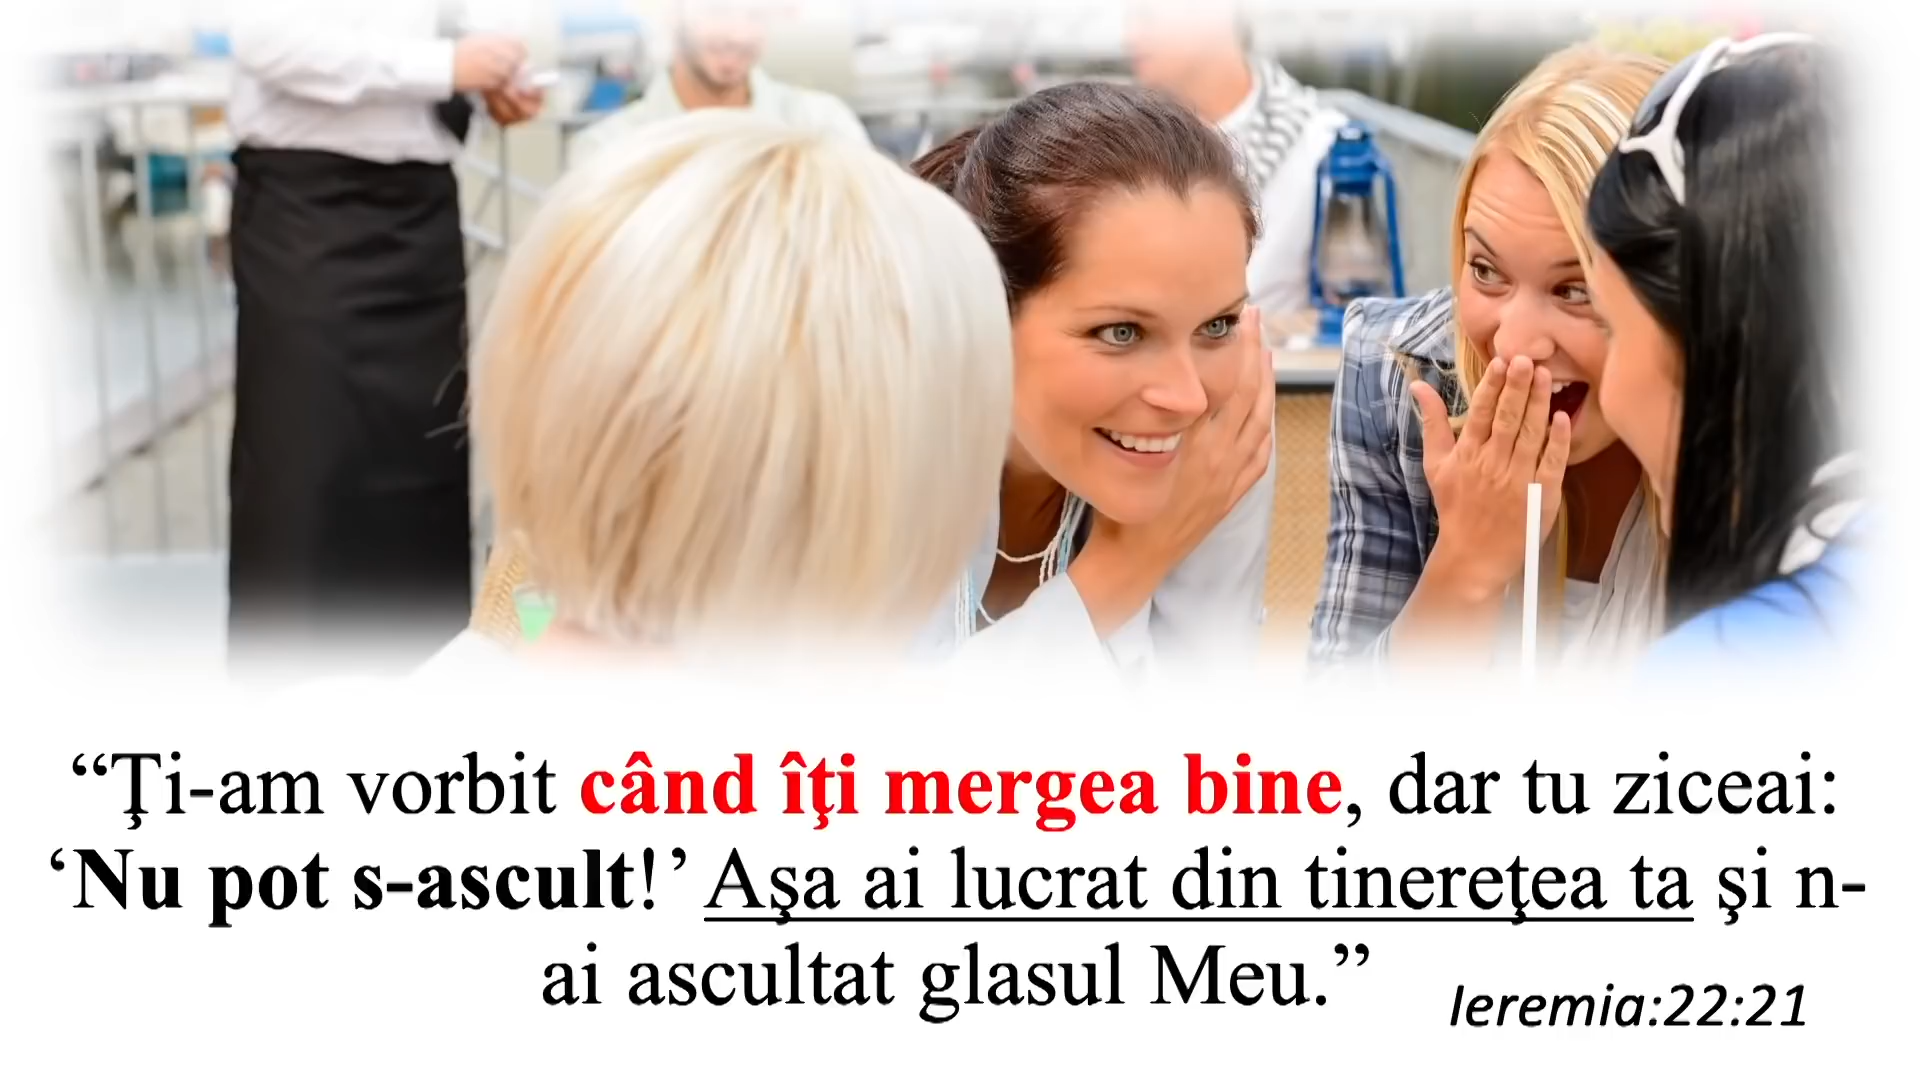 “Ţi-am vorbit când îţi mergea bine, dar tu ziceai:
‘Nu pot s-ascult!’ Aşa ai lucrat din tinereţea ta şi n-
ai ascultat glasul Meu.”
Ieremia:22:21